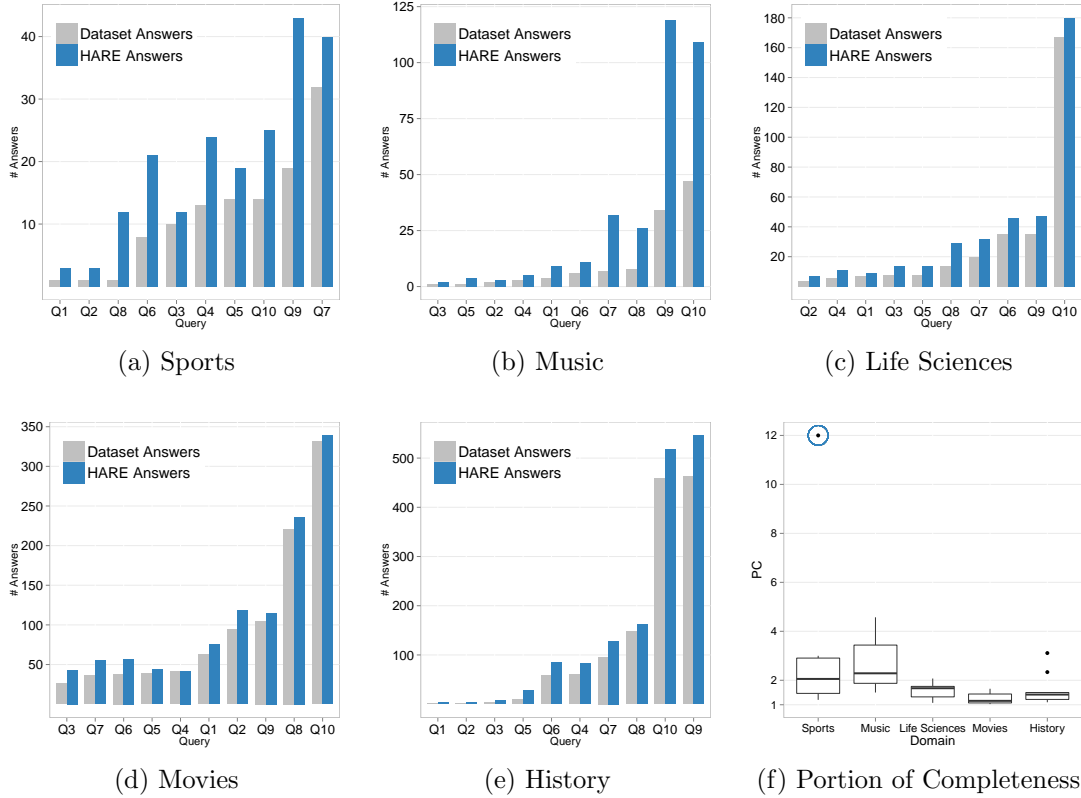 40
30
20
10
# Answers
Dataset Answers
HARE Answers
Q1 Q2 Q8 Q6 Q3 Q4 Q5 Q10 Q9 Q7
Query
(a) Sports
125
100
75
50
25
0
# Answers
Dataset Answers
HARE Answers
Q3 Q5 Q2 Q4 Q1 Q6 Q7 Q8 Q9 Q10
Query
(b) Music
180
160
140
120
100
80
60
40
20
# Answers
Dataset Answers
HARE Answers
Q2 Q4 Q1 Q3 Q5 Q8 Q7 Q6 Q9 Q10
Query
(c) Life Sciences
350
300
250
200
150
100
50
# Answers
Dataset Answers
HARE Answers
Q3 Q7 Q6 Q5 Q4 Q1 Q2 Q9 Q8 Q10
Query
(d) Movies
500
400
300
200
100
# Answers
Dataset Answers
HARE Answers
Q1 Q2 Q3 Q5 Q6 Q4 Q7 Q8 Q10 Q9
Query
(e) History
12
12
8
6
4
2
1
PC
Sports Music Life Sciences Movies History
Domain
(f) Portion of Completeness